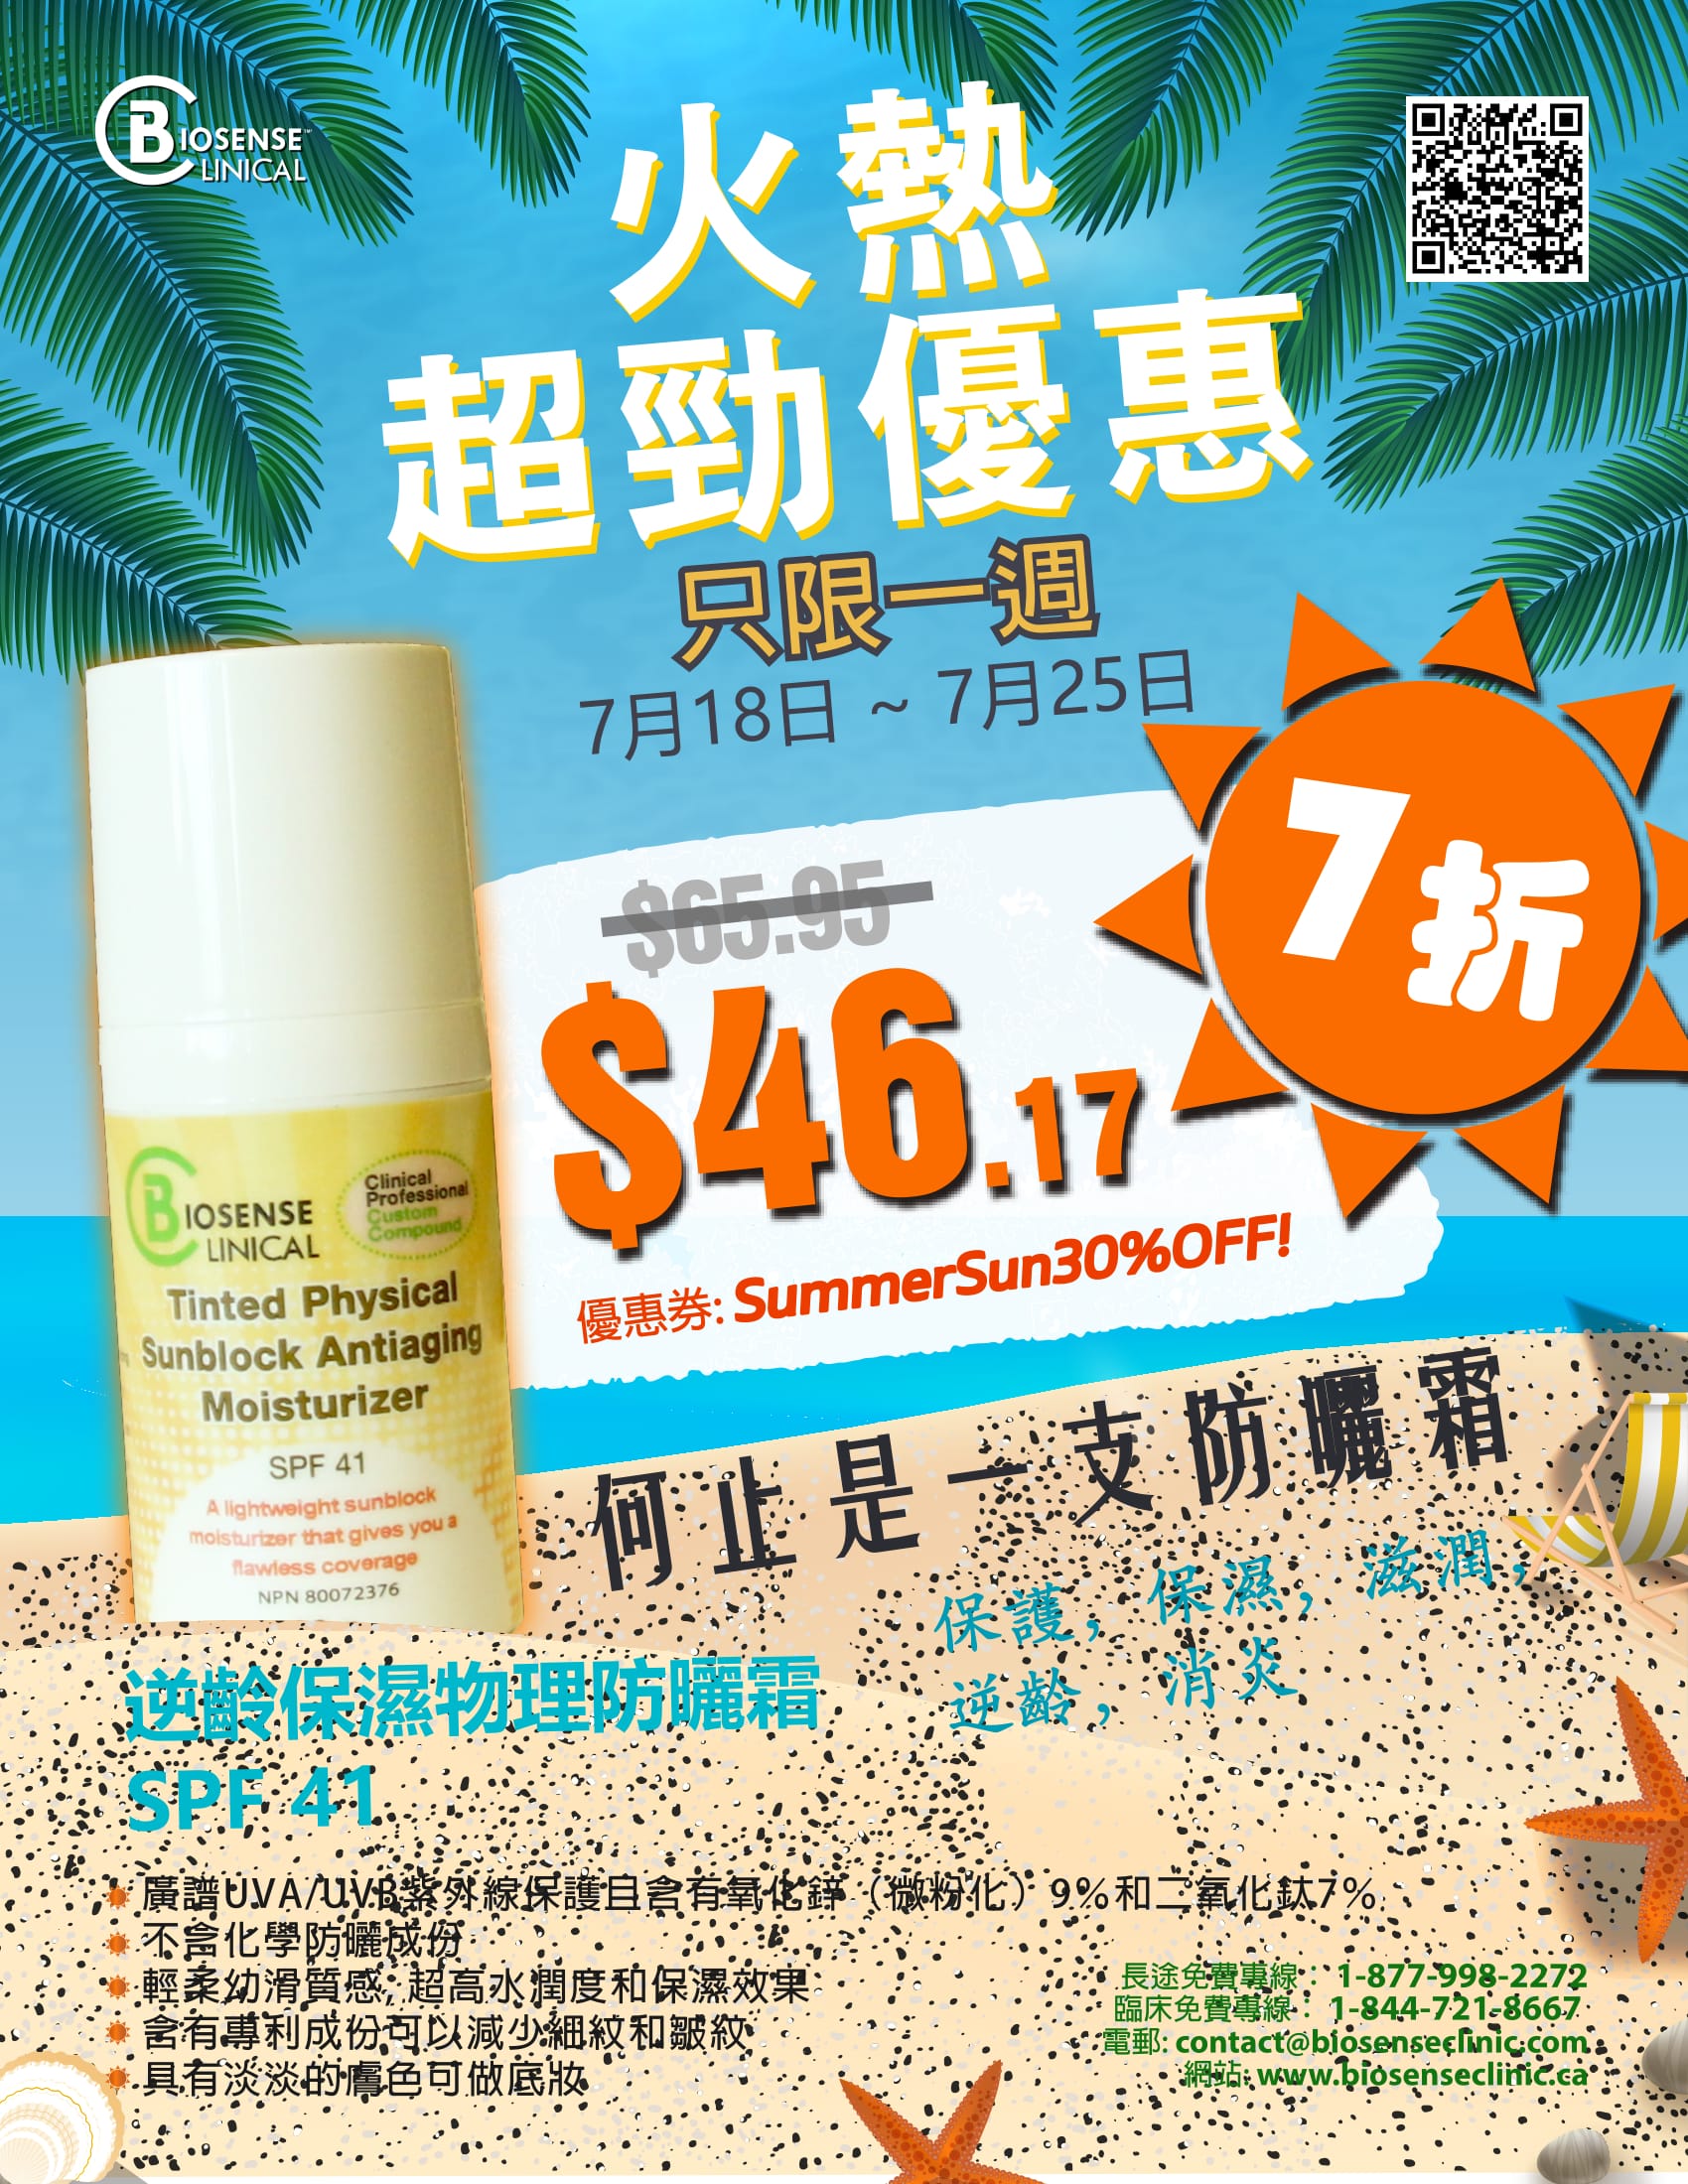 BIOSENSE™
CLINICAL
火熱
超勁優惠
只限一週
7月18日 ~ 7月25日
7折
$65.95
$46.17
優惠券: SummerSun30%OFF!
BIOSENSE
CLINICAL
Clinical
Professional
Custom
Compound
Tinted Physical
Sunblock Antiaging
Moisturizer
SPF 41
A lightweight sunblock
moisturizer that gives you a
flawless coverage
NPN 80072376
何止是一支防曬霜
保護, 保濕, 滋潤,
逆齡, 消炎
逆齡保濕物理防曬霜
SPF 41
廣譜UVA/UVB紫外線保護且含有氧化鋅（微粉化）9%和二氧化鈦7%
不含化學防曬成份
輕柔幼滑質感, 超高水潤度和保濕效果
含有專利成份可以減少細紋和皺紋
具有淡淡的膚色可做底妝
長途免費專線： 1-877-998-2272
臨床免費專線： 1-844-721-8667
電郵: contact@biosenseclinic.com
網站: www.biosenseclinic.ca